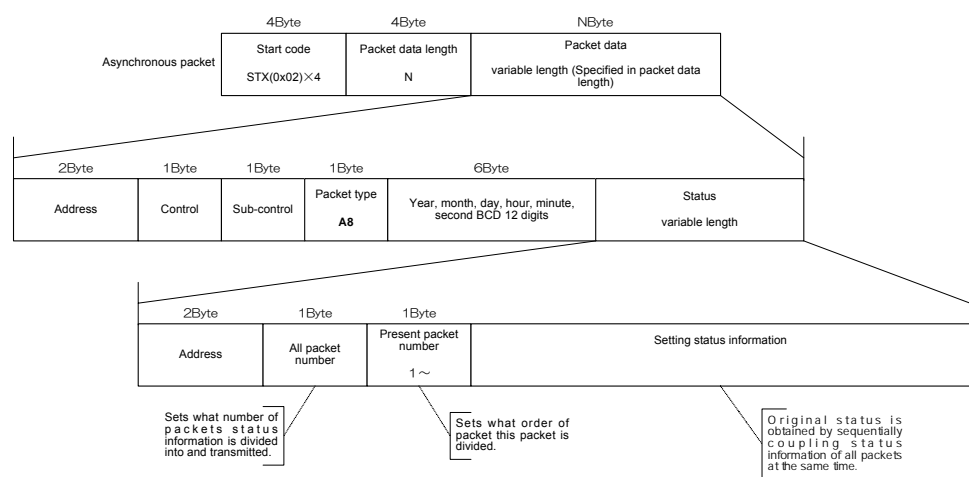 4Byte
4Byte
NByte
Asynchronous packet
Start code
STX(0x02)×4
Packet data length
N
Packet data
variable length (Specified in packet data
length)
2Byte
1Byte
1Byte
1Byte
6Byte
Address
Control
Sub-control
Packet type
A8
Year, month, day, hour, minute,
second BCD 12 digits
Status
variable length
2Byte
1Byte
1Byte
Address
All packet
number
Present packet
number
1～
Setting status information
Sets what number of
packets status
information is divided
into and transmitted.
Sets what order of
packet this packet is
divided.
Original status is
obtained by sequentially
coupling status
information of all packets
at the same time.